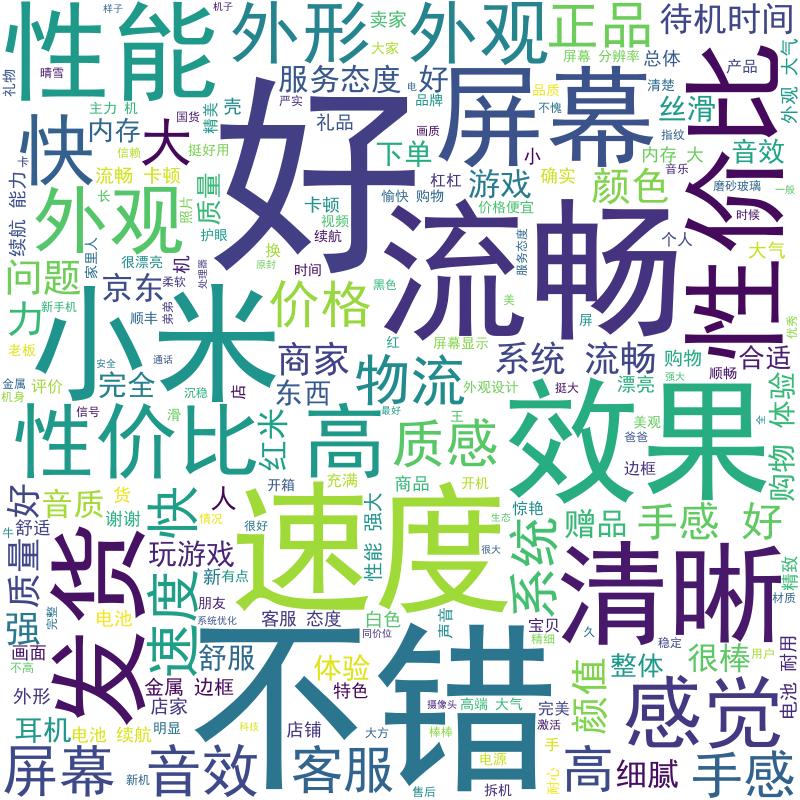 样子
机子
性能
外形
外观
正品
待机时间
卖家
大家
屏幕 分辨率
总体
晴雪
礼物
服务态度
好
屏幕
品质
清楚
产品
外观 大气
主力 机
国货
精美
壳
严实
电
品牌
不愧
丝滑
性价比
快
内存
大
好
礼品
画质
指纹
信赖
挺好用
下单
小
内存 大
音效
音乐
续航 能力
流畅 卡顿
质量
杠杠
游戏
确实
颜色
磨砂玻璃
一般
愉快 购物
外观
长
照片
卡顿
视频
价格便宜
时候
护眼
续航
流畅
个人
家里人
很漂亮
机
换
原封
服务态度
大气
问题
京东
柔软
处理器
时间
新手机
弟弟
价格
黑色
美
屏
优秀
力
小米
顺丰
老板
安全
通话
商家
红
屏幕显示
系统 流畅
购物
顺畅
合适
金属
机身
评价
完全
沉稳
店
东西
物流
外观设计
挺大
漂亮
强大
体验
性价比
信号
滑
红米
高
最好
王
质感
效果
美观
爸爸
全
边框
购物
好
音质
货
快
人
开箱
充满
商品
开机
惊艳
牛
舒适
谢谢
情况
很好
性能 强大
速度
生态
系统
赠品
手感 好
质量
发货
玩游戏
很大
清晰
精致
强
完整
电池
速度
新
有点
朋友
系统优化
客服 态度
白色
同价位
声音
宝贝
精细
久
稳定
材质
用户
画面
不高
舒服
不错
体验
颜值
整体
很棒
电池 耐用
外形
金属
边框
店家
特色
摄像头
高端 大气
完美
激活
感觉
耳机
电池 续航
明显
科技
店铺
大方
棒棒
手
屏幕
新机
音效
客服
售后
电源
拆机
耐心
高
细腻
手感